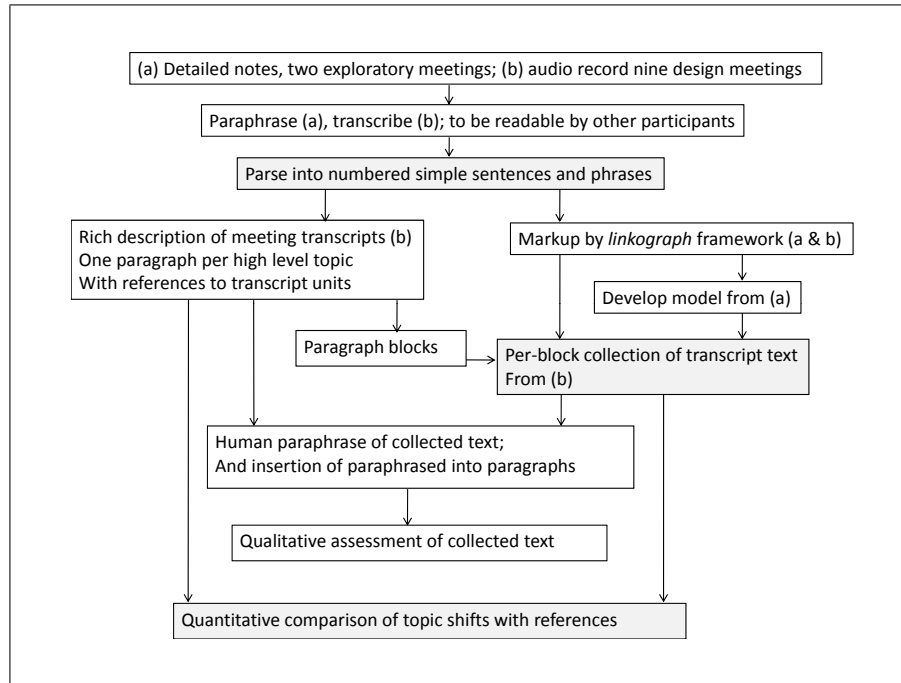 (a) Detailed notes, two exploratory meetings; (b) audio record nine design meetings
Paraphrase (a), transcribe (b); to be readable by other participants
Parse into numbered simple sentences and phrases
Rich description of meeting transcripts (b)
One paragraph per high level topic
With references to transcript units
Markup by linkograph framework (a & b)
Develop model from (a)
Paragraph blocks
Per-block collection of transcript text
From (b)
Human paraphrase of collected text;
And insertion of paraphrased into paragraphs
Qualitative assessment of collected text
Quantitative comparison of topic shifts with references